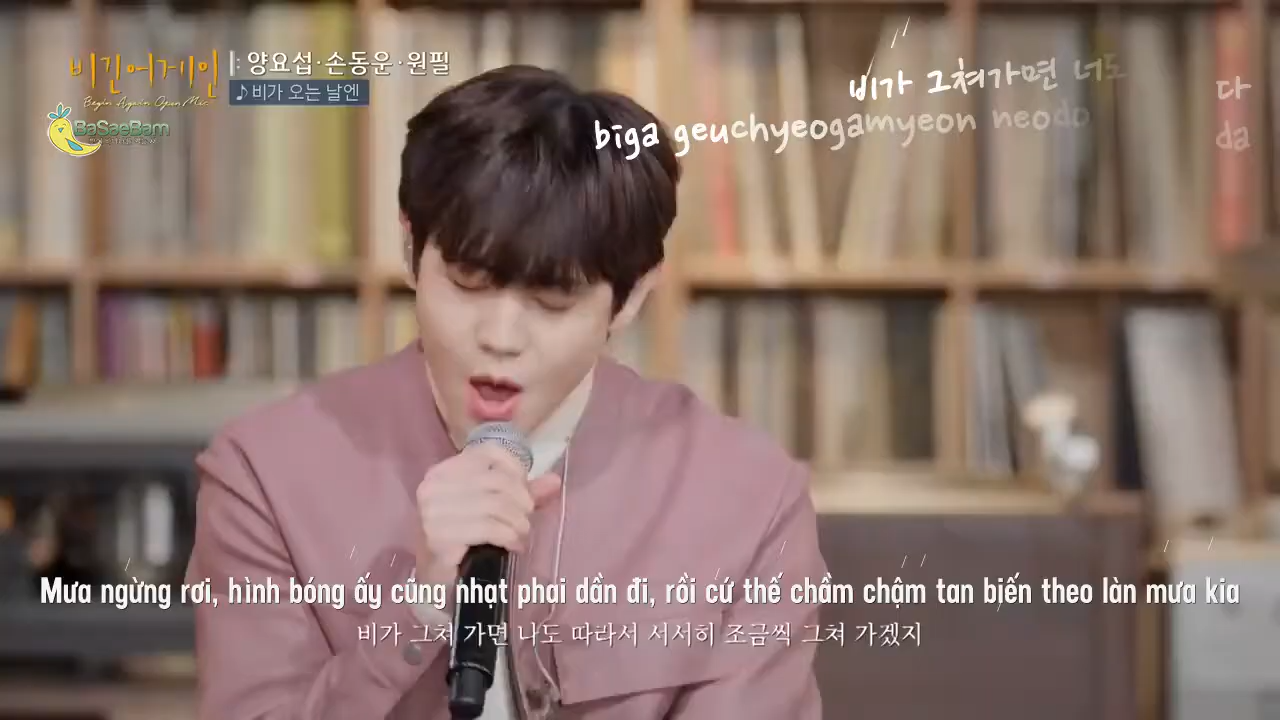 비긴어게인 : 양요섭·손동운·원필
Begin Again Open Mic
♪ 비가 오는 날엔
BaSaeBam
비가 그쳐가면 너도
다
biga geuchyeogamyeon neodo
da
Mưa ngừng rơi, hình bóng ấy cũng nhạt phai dần đi, rồi cứ thế chầm chậm tan biến theo làn mưa kia
비가 그쳐 가면 나도 따라서 서서히 조금씩 그쳐 가겠지